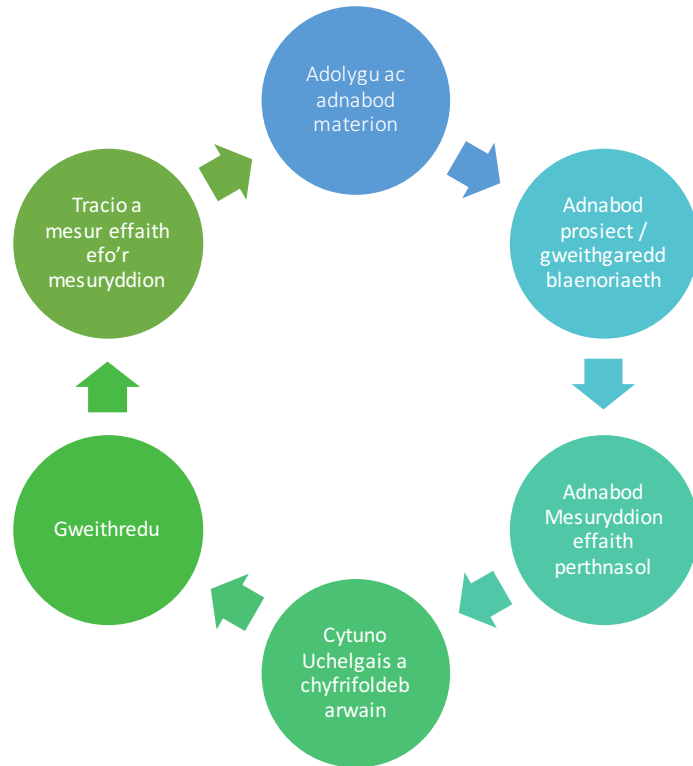 Adolygu ac
adnabod
materion
Adnabod
prosiect /
gweithgaredd
blaenoriaeth
Adnabod
Mesuryddion
effaith
perthnasol
Cytuno
Uchelgais a
chyfrifoldeb
arwain
Gweithredu
Tracio a
mesur effaith
efo’r
mesuryddion